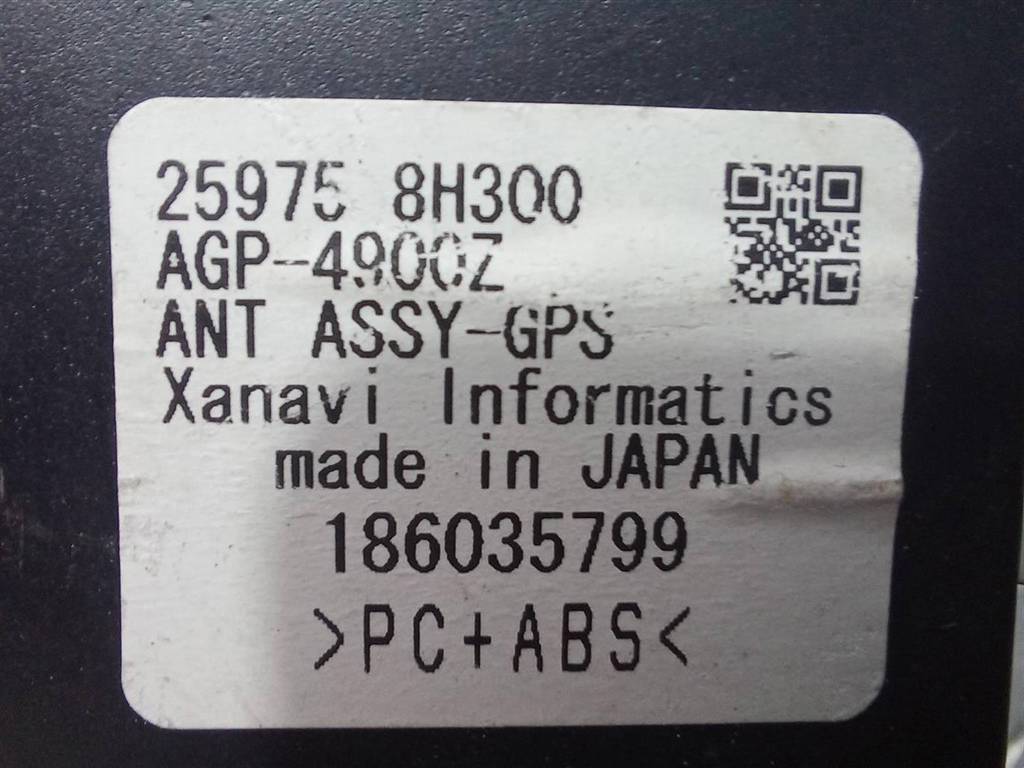 25975 8H300
AGP-4900Z
ANT ASSY-GPS
Xanavi Informatics
made in JAPAN
186035799
>PC+ABS<